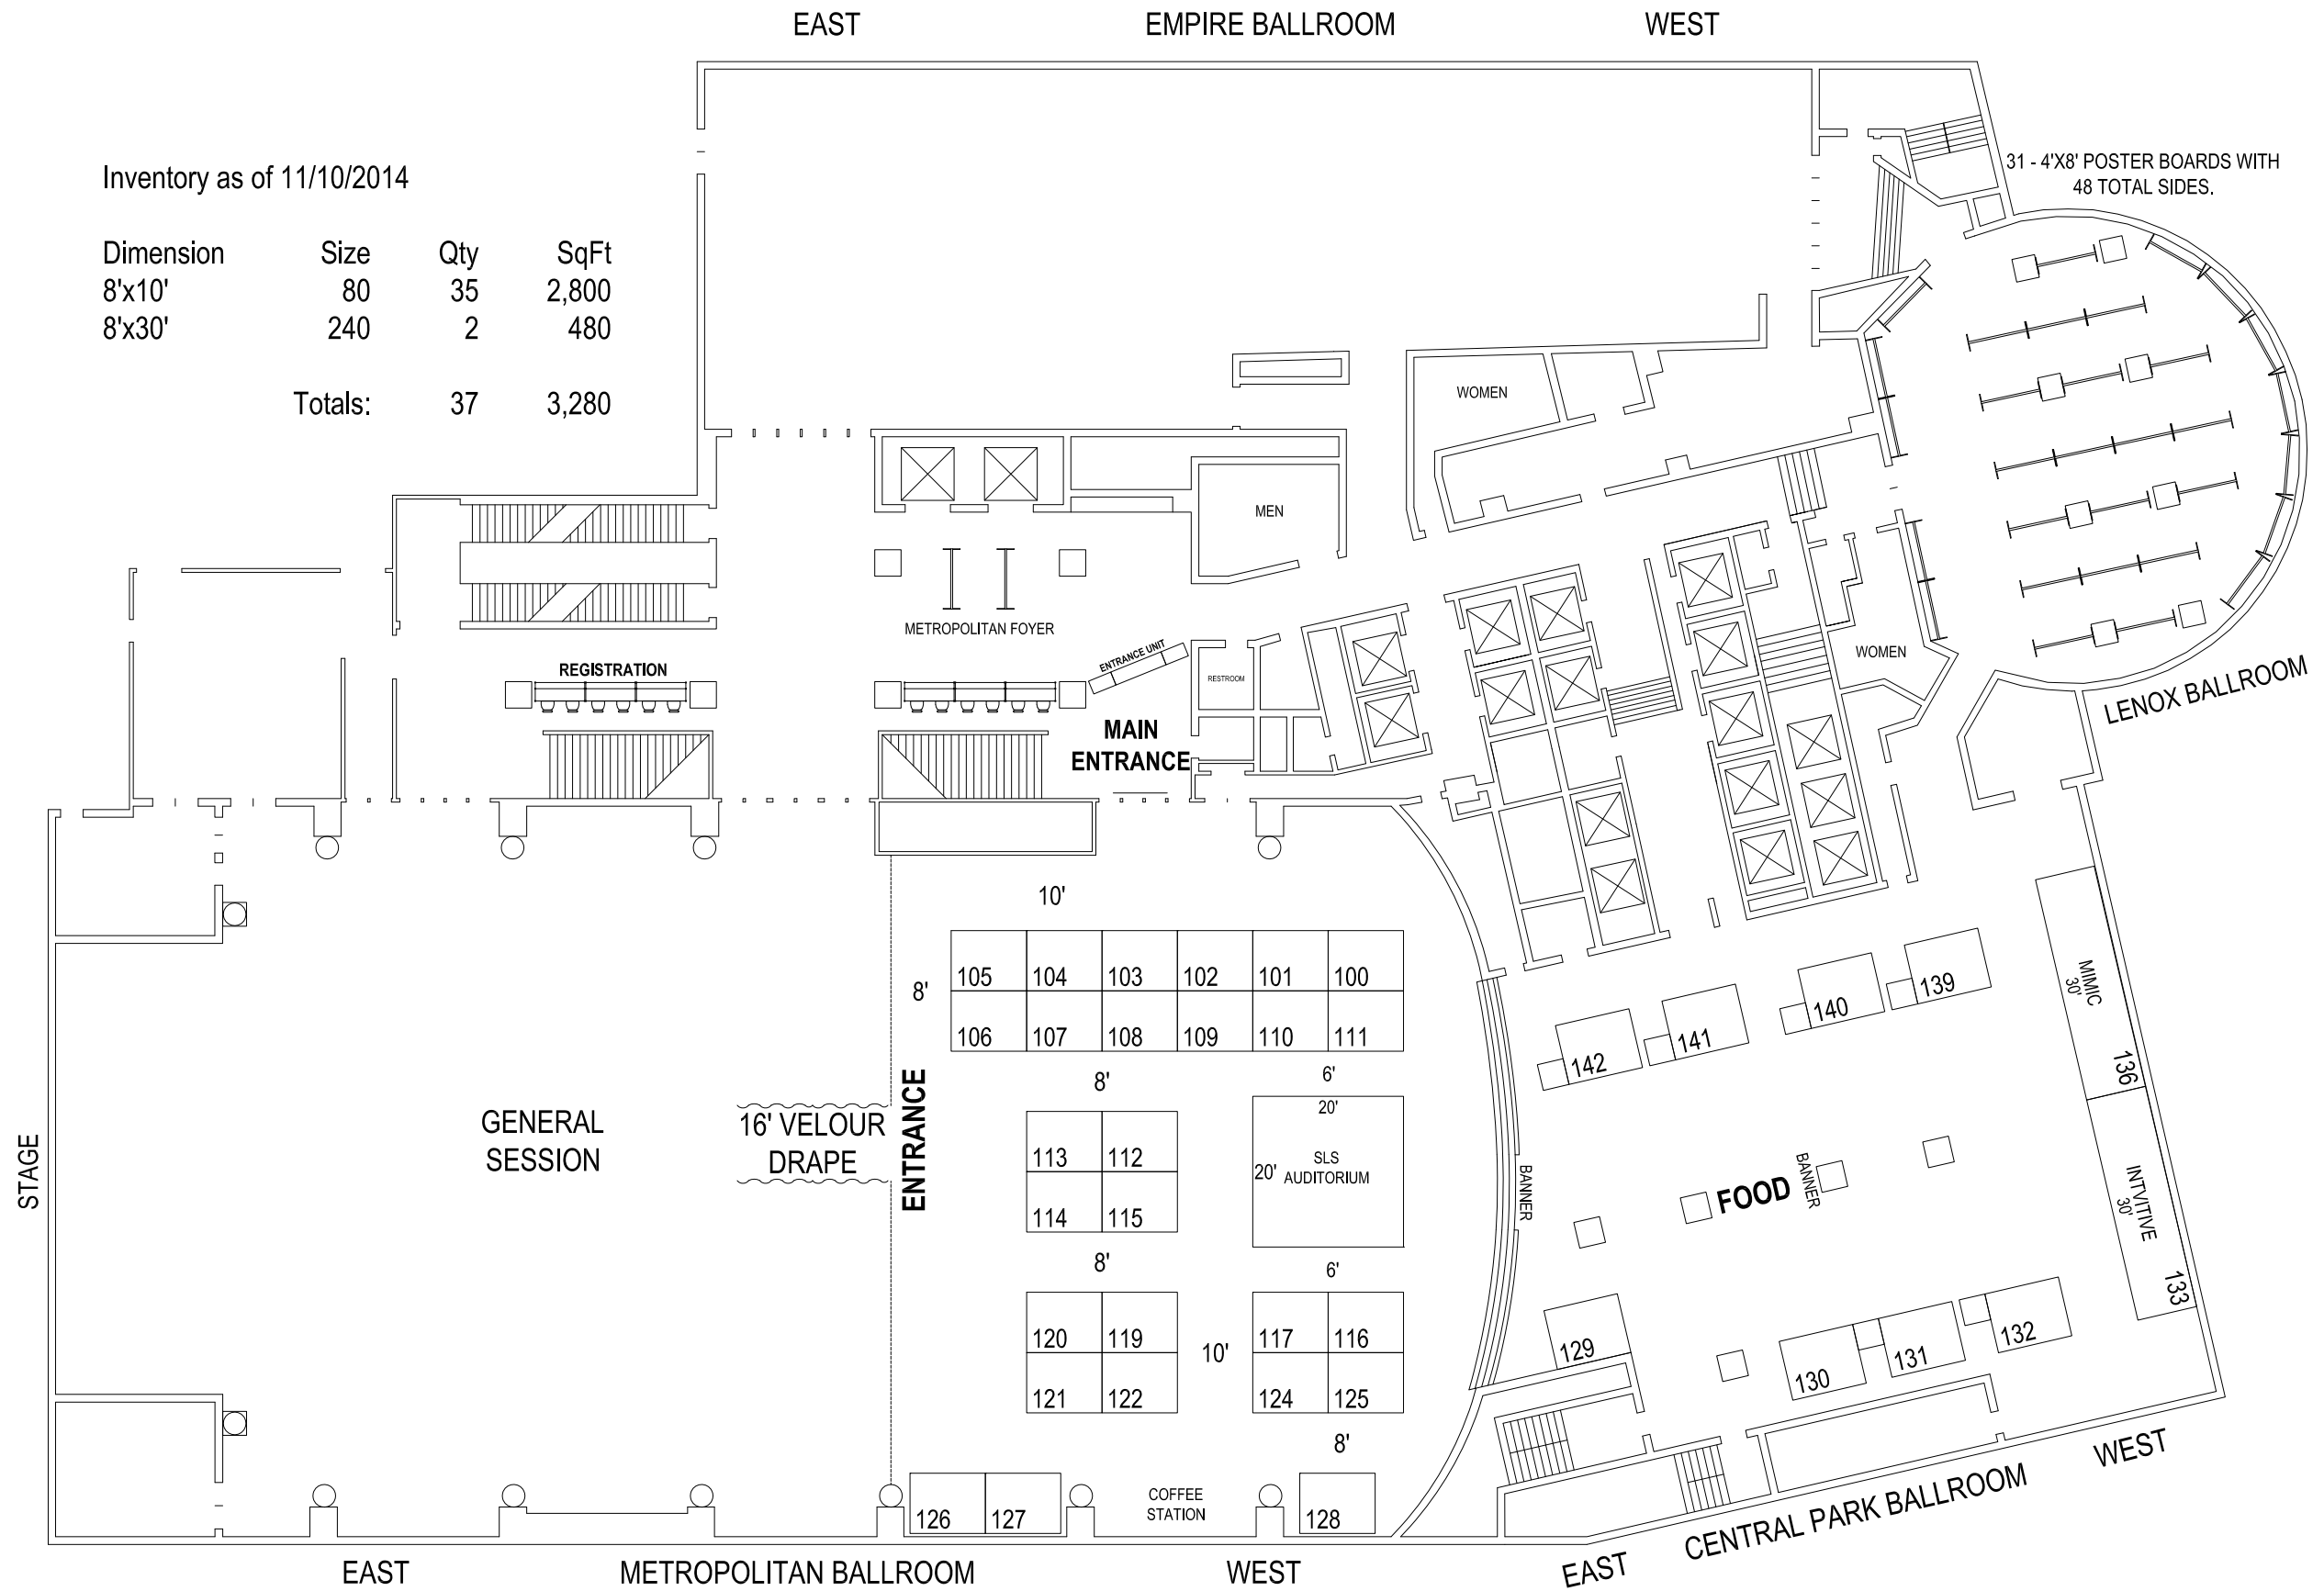 EAST EMPIRE BALLROOM WEST
Inventory as of 11/10/2014
Dimension Size Qty SqFt
8'x10' 80 35 2,800
8'x30' 240 2 480
Totals: 37 3,280
31 - 4'X8' POSTER BOARDS WITH
48 TOTAL SIDES.
WOMEN
MEN
METROPOLITAN FOYER
REGISTRATION
ENTRANCE UNIT
RESTROOM
WOMEN
LENOX BALLROOM
MAIN
ENTRANCE
10'
8'
105 104 103 102 101 100
106 107 108 109 110 111
8' 6'
ENTRANCE
STAGE
GENERAL
SESSION
16' VELOUR
DRAPE
113 112
114 115
20'
20'
SLS
AUDITORIUM
8' 6'
120 119 117 116
10'
121 122 124 125
8'
126 127
COFFEE
STATION
128
BANNER
142 141 140 139
MIMIC
30'
136
INTVITIVE
30'
133
FOOD
BANNER
129 130 131 132
EAST METROPOLITAN BALLROOM WEST
EAST CENTRAL PARK BALLROOM WEST